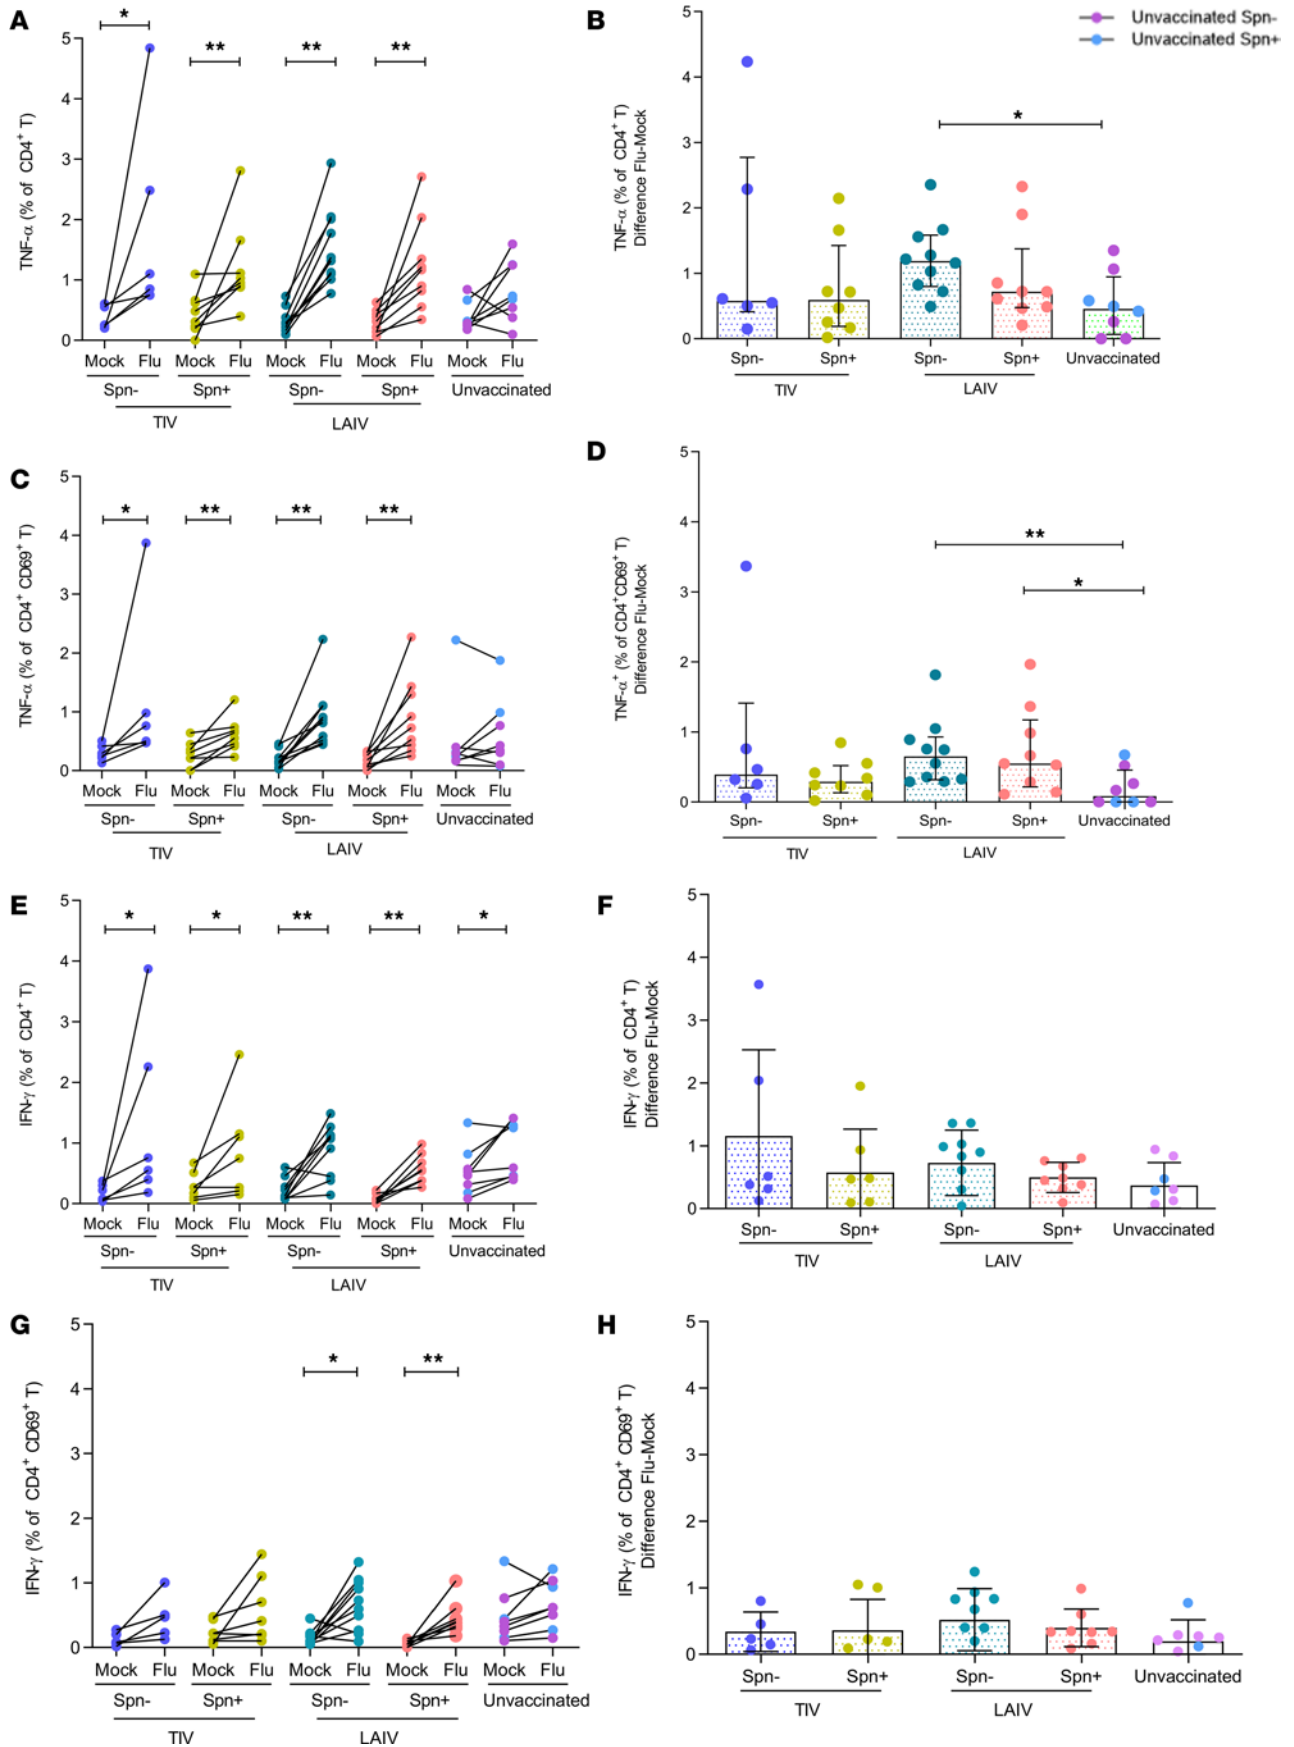 A
TNF-α (% of CD4+ T)
5
4
3
2
1
0
*
**
**
**
Mock Flu Mock Flu Mock Flu Mock Flu Mock Flu
Spn- Spn+ Spn- Spn+ Unvaccinated
TIV LAIV
B
Unvaccinated Spn-
Unvaccinated Spn+
TNF-α (% of CD4+ T)
Difference Flu-Mock
5
4
3
2
1
0
*
Spn- Spn+ Spn- Spn+ Unvaccinated
TIV LAIV
C
TNF-α (% of CD4+ CD69+ T)
5
4
3
2
1
0
*
**
**
**
Mock Flu Mock Flu Mock Flu Mock Flu Mock Flu
Spn- Spn+ Spn- Spn+ Unvaccinated
TIV LAIV
D
TNF-α+ (% of CD4+CD69+ T)
Difference Flu-Mock
5
4
3
2
1
0
**
*
Spn- Spn+ Spn- Spn+ Unvaccinated
TIV LAIV
E
IFN-γ (% of CD4+ T)
5
4
3
2
1
0
*
*
**
**
*
Mock Flu Mock Flu Mock Flu Mock Flu Mock Flu
Spn- Spn+ Spn- Spn+ Unvaccinated
TIV LAIV
F
IFN-γ (% of CD4+ T)
Difference Flu-Mock
5
4
3
2
1
0
Spn- Spn+ Spn- Spn+ Unvaccinated
TIV LAIV
G
IFN-γ (% of CD4+ CD69+ T)
5
4
3
2
1
0
*
**
Mock Flu Mock Flu Mock Flu Mock Flu Mock Flu
Spn- Spn+ Spn- Spn+ Unvaccinated
TIV LAIV
H
IFN-γ (% of CD4+ CD69+ T)
Difference Flu-Mock
5
4
3
2
1
0
Spn- Spn+ Spn- Spn+ Unvaccinated
TIV LAIV